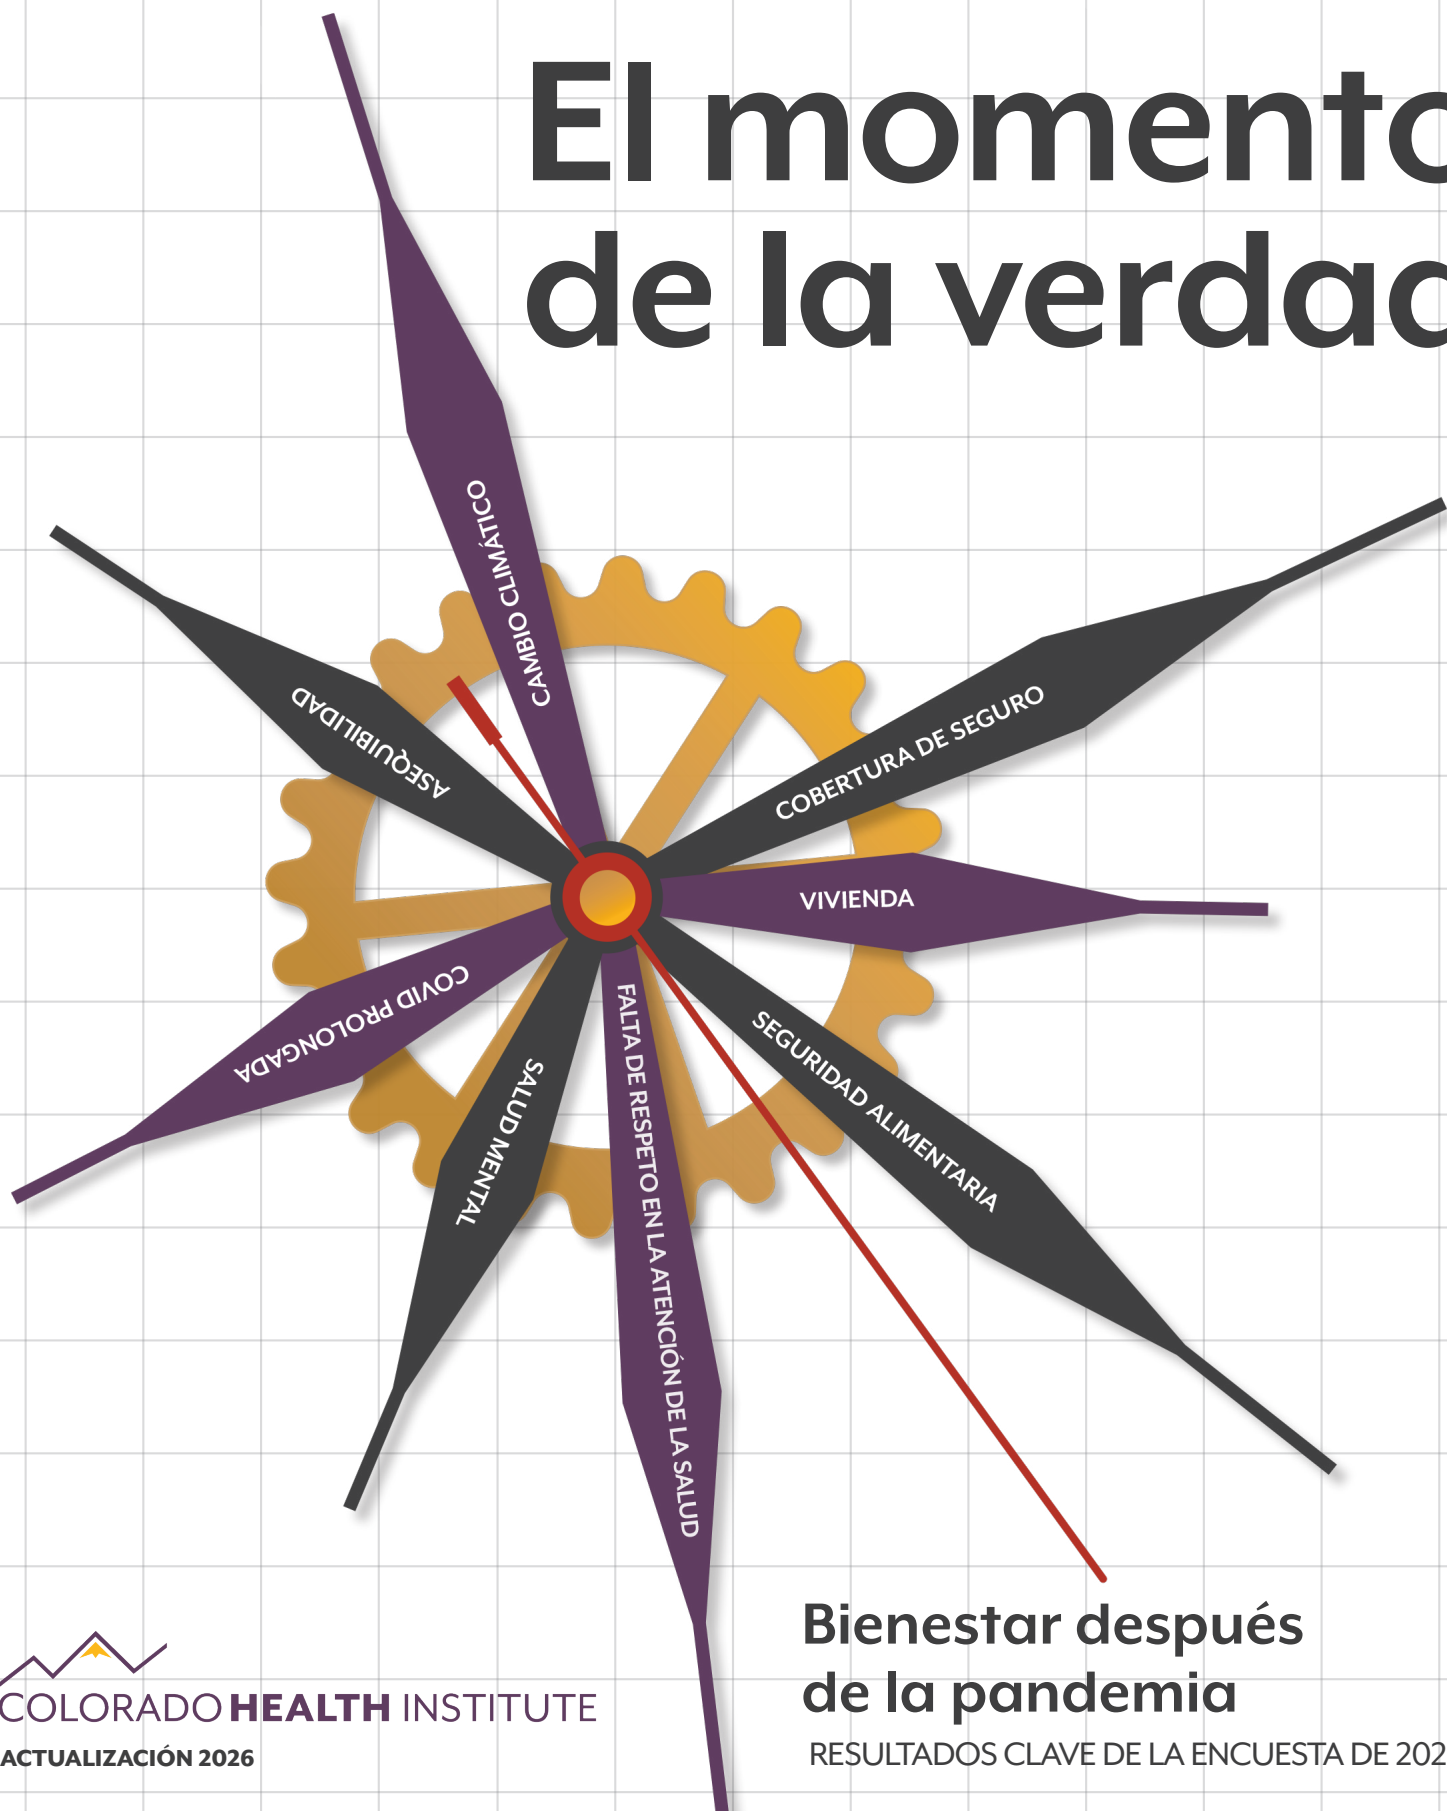 El momento
de la verdad
CAMBIO CLIMÁTICO
ASEQUIBILIDAD
COBERTURA DE SEGURO
VIVIENDA
COVID PROLONGADA
SEGURIDAD ALIMENTARIA
SALUD MENTAL
FALTA DE RESPETO EN LA ATENCIÓN DE LA SALUD
Bienestar después
de la pandemia
COLORADO HEALTH INSTITUTE
ACTUALIZACIÓN 2026
RESULTADOS CLAVE DE LA ENCUESTA DE 202